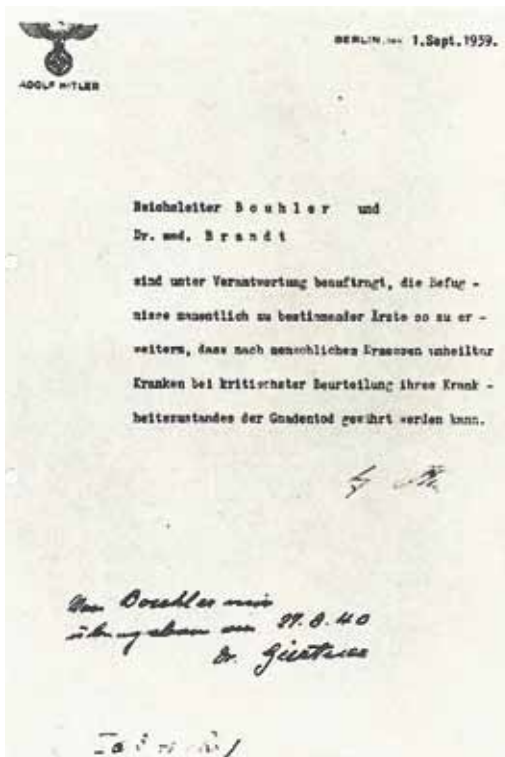 ADOLF HITLER
BERLIN, den 1.Sept.1939.
Reichsleiter B o u h l e r und
Dr. med. B r a n d t
sind unter Verantwortung beauftragt, die Befug -
nisse namentlich zu bestimmender Ärzte so zu er -
weitern, dass nach menschlichem Ermessen unheilbar
Kranken bei kritischster Beurteilung ihres Krank -
heitszustandes der Gnadentod gewährt werden kann.
Von Bouhler mir
übergeben am 27.8.40
Dr. Gürtner